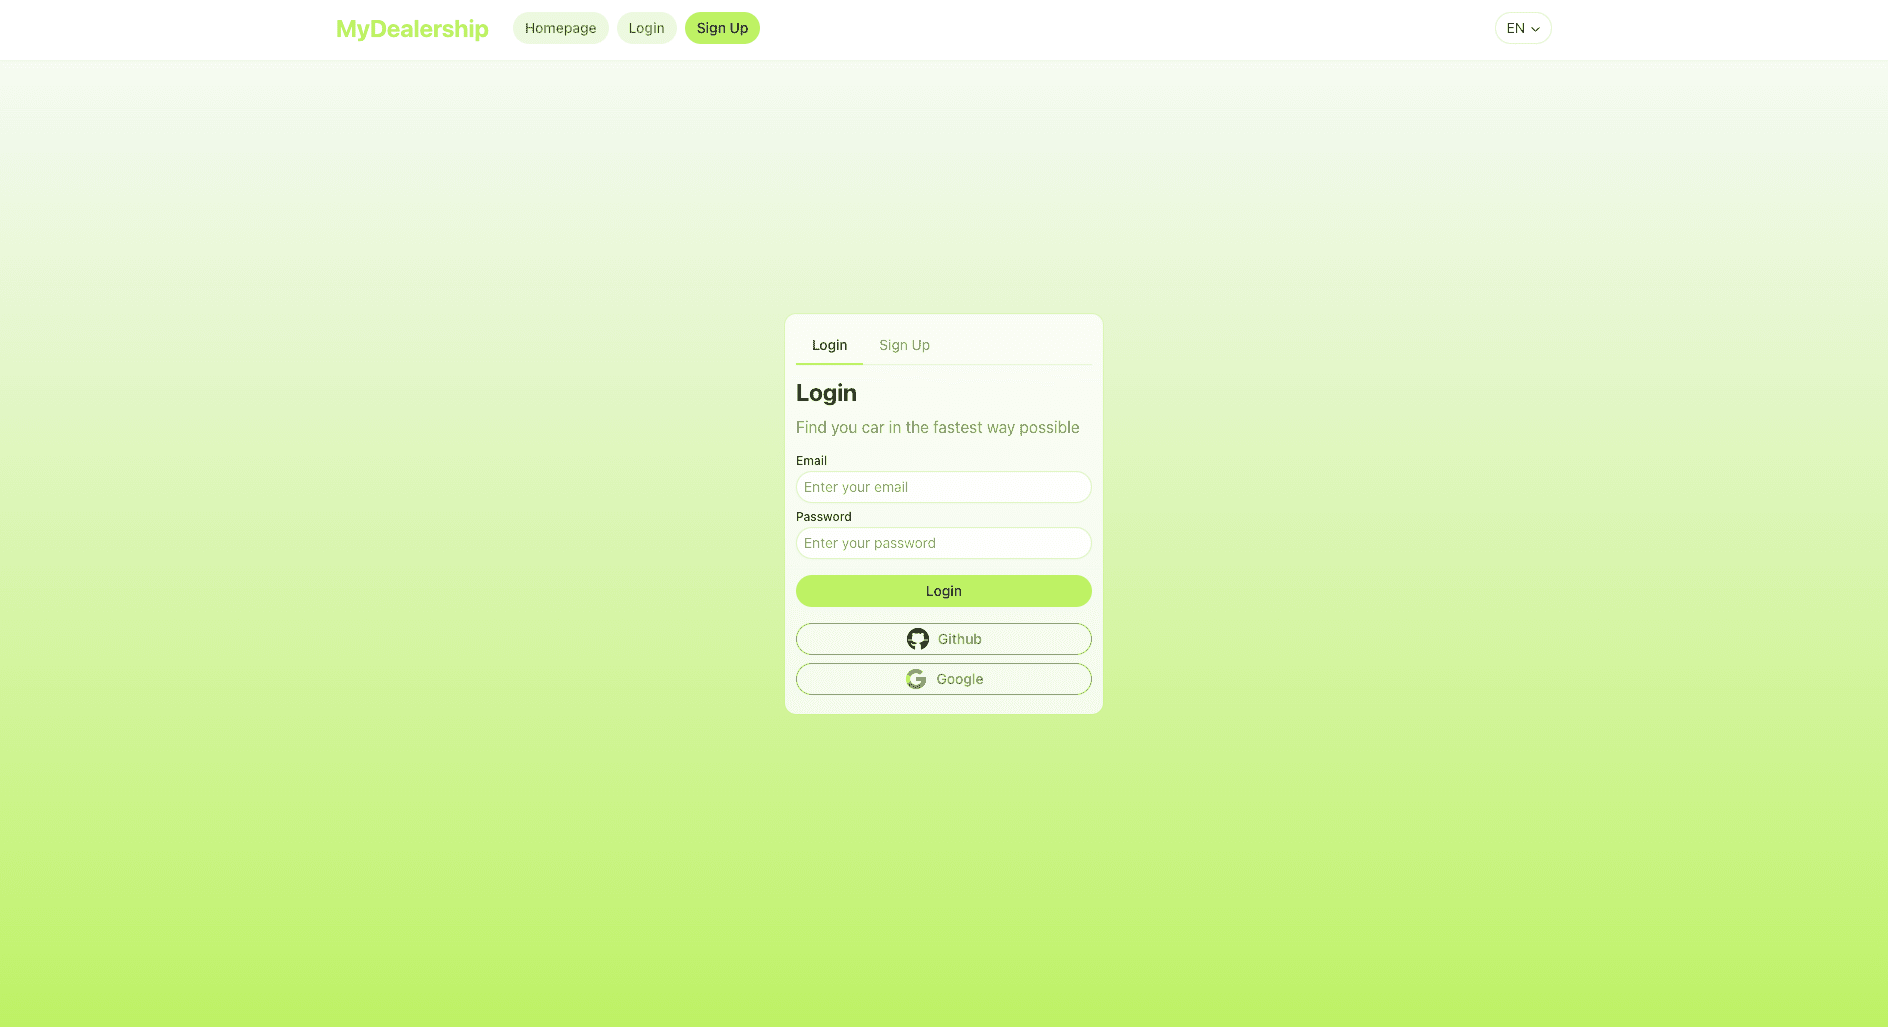 MyDealership Homepage Login Sign Up EN
Login Sign Up
Login
Find you car in the fastest way possible
Email
Enter your email
Password
Enter your password
Login
Github
Google